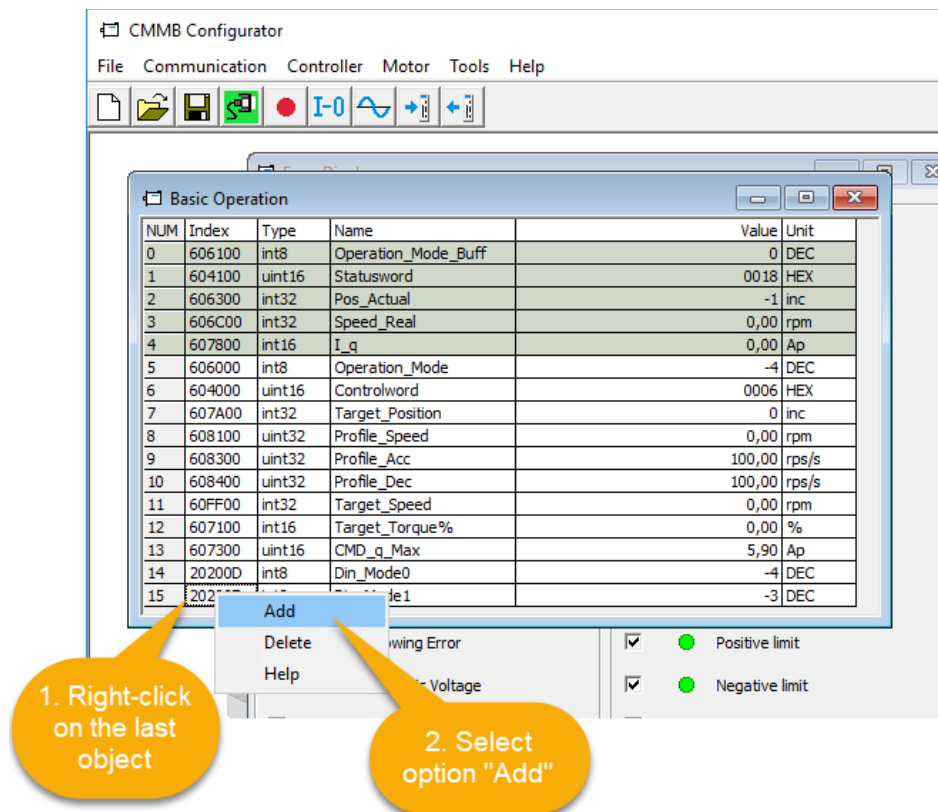 CMMB Configurator
File Communication Controller Motor Tools Help
I-0
Basic Operation
NUM Index Type Name Value Unit
0 606100 int8 Operation_Mode_Buff 0 DEC
1 604100 uint16 Statusword 0018 HEX
2 606300 int32 Pos_Actual -1 inc
3 606C00 int32 Speed_Real 0,00 rpm
4 607800 int16 I_q 0,00 Ap
5 606000 int8 Operation_Mode -4 DEC
6 604000 uint16 Controlword 0006 HEX
7 607A00 int32 Target_Position 0 inc
8 608100 uint32 Profile_Speed 0,00 rpm
9 608300 uint32 Profile_Acc 100,00 rps/s
10 608400 uint32 Profile_Dec 100,00 rps/s
11 60FF00 int32 Target_Speed 0,00 rpm
12 607100 int16 Target_Torque% 0,00 %
13 607300 uint16 CMD_q_Max 5,90 Ap
14 20200D int8 Din_Mode0 -4 DEC
15 -3 DEC
Add
Delete
Help
Error Positive limit
Voltage Negative limit
1. Right-click
on the last
object
2. Select
option "Add"